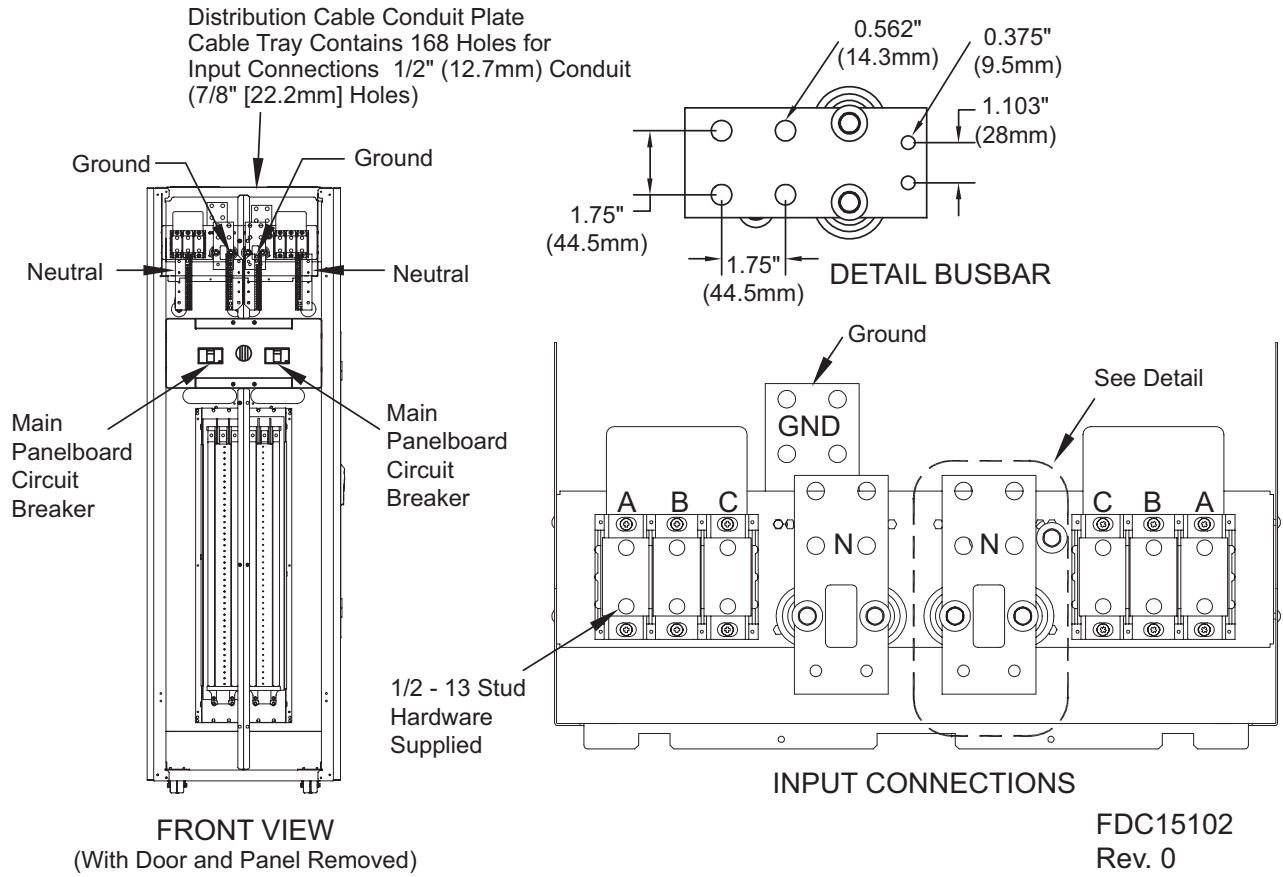 Distribution Cable Conduit Plate
Cable Tray Contains 168 Holes for
Input Connections 1/2" (12.7mm) Conduit
(7/8" [22.2mm] Holes)
Ground
Ground
Neutral
Neutral
Main
Panelboard
Circuit
Breaker
Main
Panelboard
Circuit
Breaker
FRONT VIEW
(With Door and Panel Removed)
0.562"
(14.3mm)
0.375"
(9.5mm)
1.103"
(28mm)
1.75"
(44.5mm)
1.75"
(44.5mm)
DETAIL BUSBAR
Ground
See Detail
GND
A B C
N
N
C B A
1/2 - 13 Stud
Hardware
Supplied
INPUT CONNECTIONS
FDC15102
Rev. 0